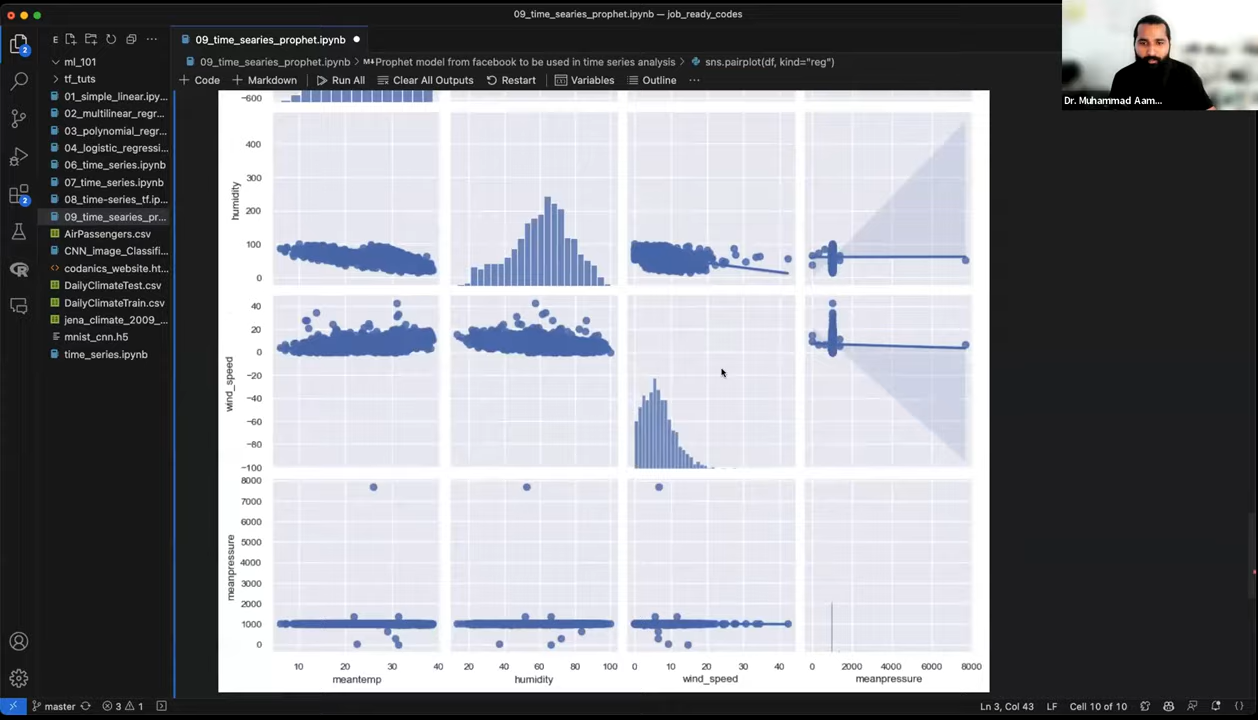 09_time_searies_prophet.ipynb — job_ready_codes
Dr. Muhammad Aam...
E
ml_101
tf_tuts
01_simple_linear.ipy...
02_multilinear_regr...
03_polynomial_regr...
04_logistic_regressi...
06_time_series.ipynb
07_time_series.ipynb
08_time-series_tf.ip...
09_time_searies_pr...
AirPassengers.csv
CNN_image_Classifi...
codanics_website.ht...
DailyClimateTest.csv
DailyClimateTrain.csv
jena_climate_2009_...
mnist_cnn.h5
time_series.ipynb
2
2
09_time_searies_prophet.ipynb
09_time_searies_prophet.ipynb > M↓Prophet model from facebook to be used in time series analysis > sns.pairplot(df, kind="reg")
+ Code + Markdown Run All Clear All Outputs Restart Variables Outline ...
−600
humidity
400
300
200
100
0
wind_speed
40
20
0
−20
−40
−60
−80
−100
meanpressure
8000
7000
6000
5000
4000
3000
2000
1000
0
10 20 30 40 20 40 60 80 100 0 10 20 30 40 0 2000 4000 6000 8000
meantemp humidity wind_speed meanpressure
master 3 1 Ln 3, Col 43 LF Cell 10 of 10